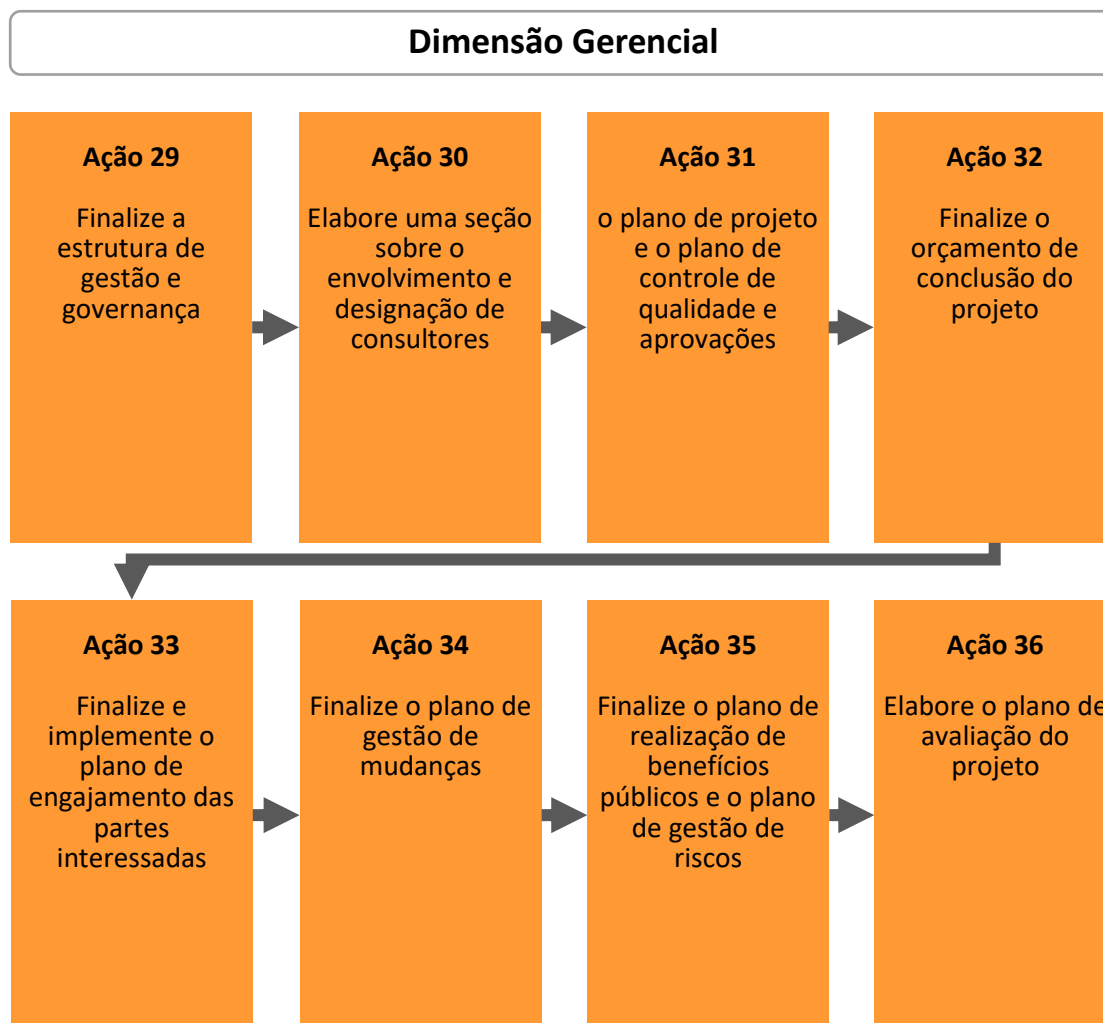 Dimensão Gerencial
Ação 29
Finalize a
estrutura de
gestão e
governança
Ação 30
Elabore uma seção
sobre o
envolvimento e
designação de
consultores
Ação 31
o plano de projeto
e o plano de
controle de
qualidade e
aprovações
Ação 32
Finalize o
orçamento de
conclusão do
projeto
Ação 33
Finalize e
implemente o
plano de
engajamento das
partes
interessadas
Ação 34
Finalize o plano de
gestão de
mudanças
Ação 35
Finalize o plano de
realização de
benefícios
públicos e o plano
de gestão de
riscos
Ação 36
Elabore o plano de
avaliação do
projeto